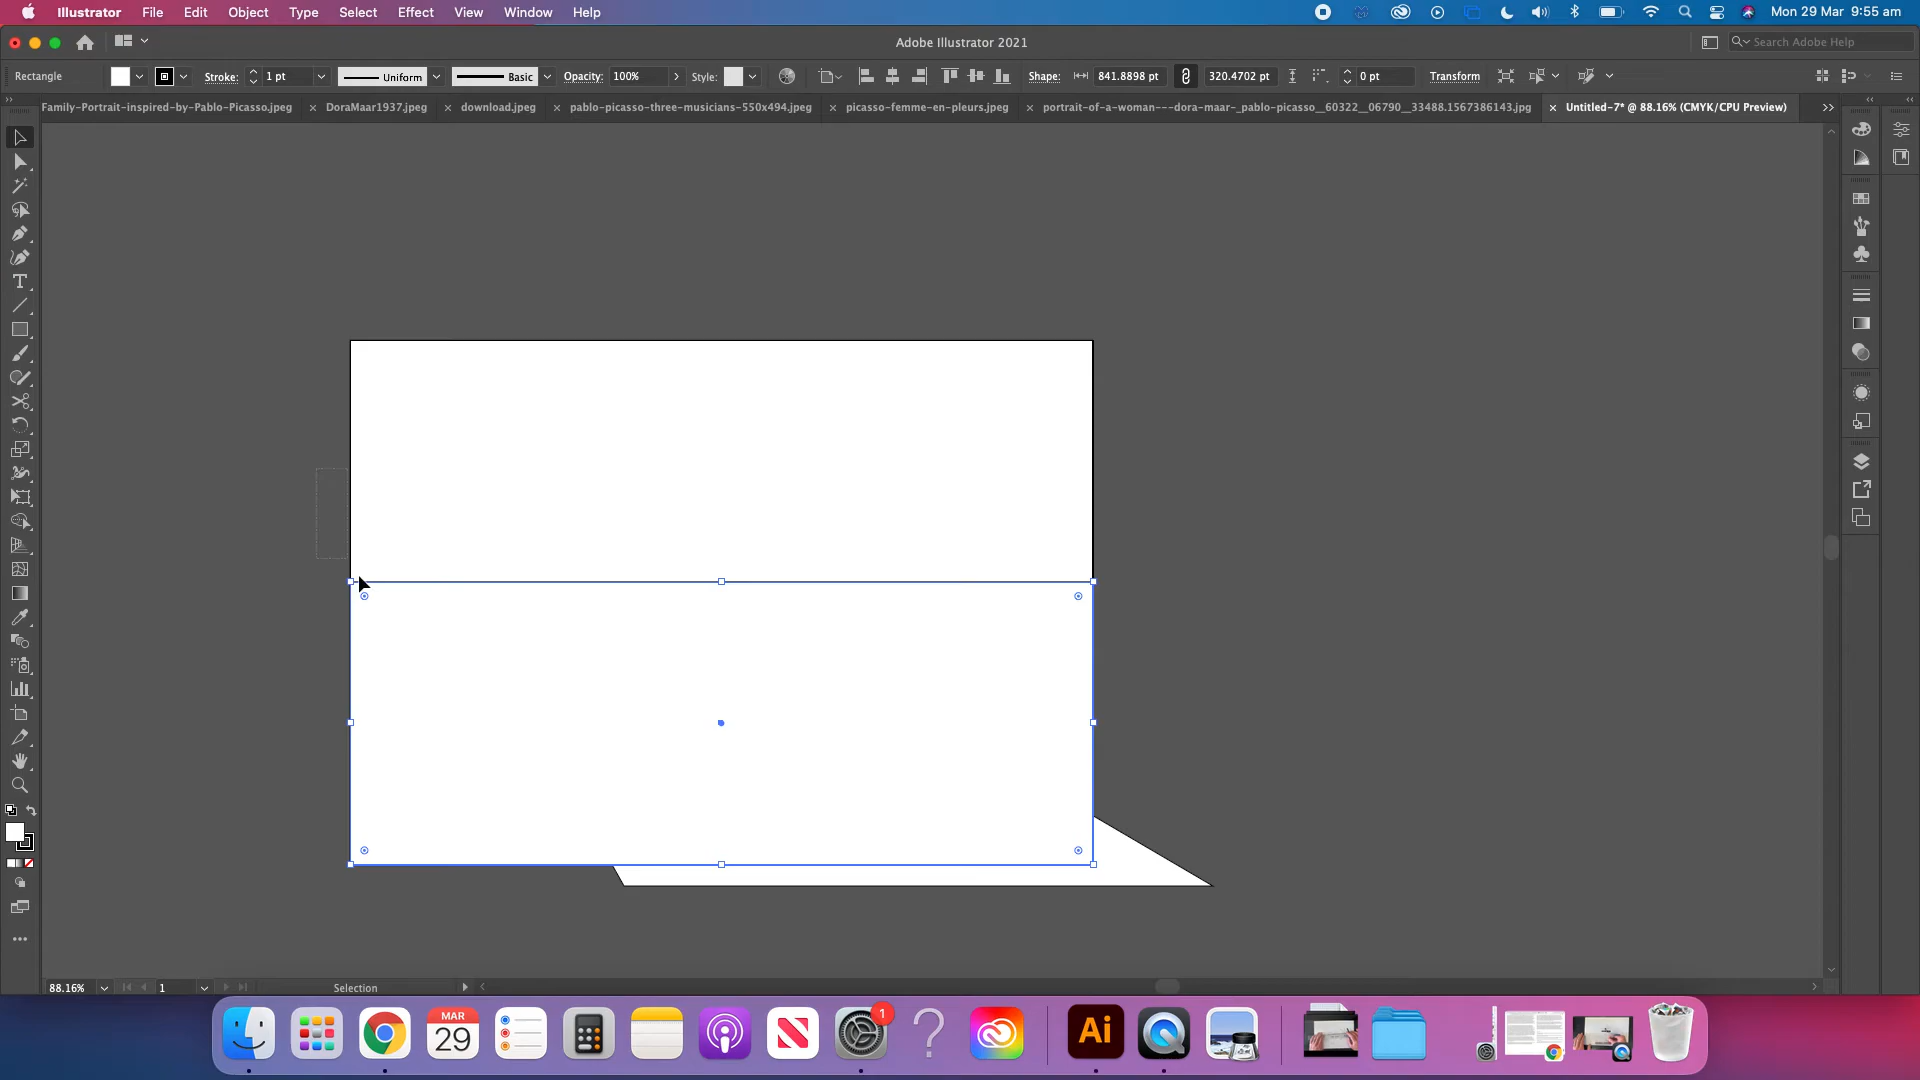 Illustrator File Edit Object Type Select Effect View Window Help Mon 29 Mar 9:55 am
Adobe Illustrator 2021 Search Adobe Help
Rectangle Stroke: 1 pt Uniform Basic Opacity: 100% Style: Shape: 841.8898 pt 320.4702 pt 0 pt Transform
Family-Portrait-inspired-by-Pablo-Picasso.jpeg DoraMaar1937.jpeg download.jpeg pablo-picasso-three-musicians-550x494.jpeg picasso-femme-en-pleurs.jpeg portrait-of-a-woman---dora-maar-_pablo-picasso__60322__06790__33488.1567386143.jpg Untitled-7* @ 88.16% (CMYK/CPU Preview)
88.16% 1 Selection
MAR
29
1
Ai